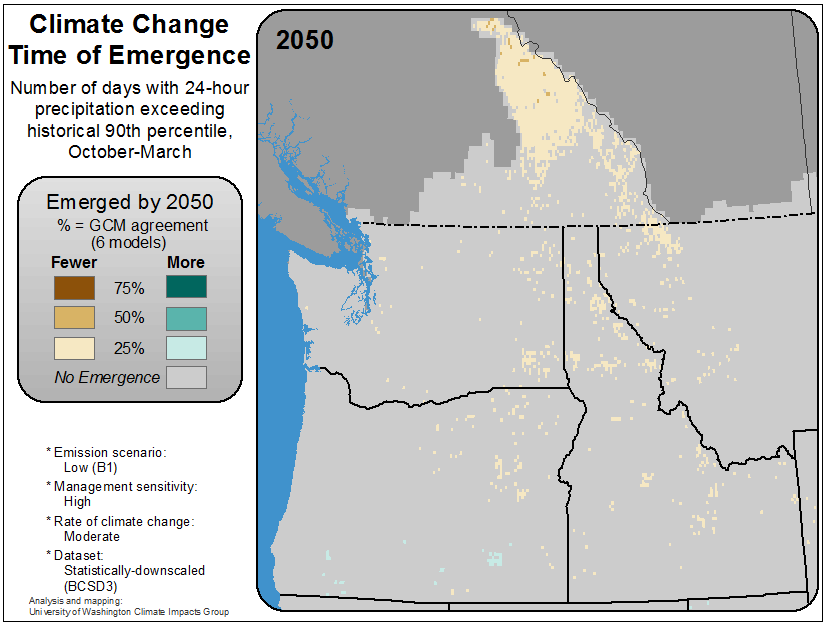 Climate Change
Time of Emergence
Number of days with 24-hour
precipitation exceeding
historical 90th percentile,
October-March
2050
Emerged by 2050
% = GCM agreement
(6 models)
Fewer More
75%
50%
25%
No Emergence
* Emission scenario:
Low (B1)
* Management sensitivity:
High
* Rate of climate change:
Moderate
* Dataset:
Statistically-downscaled
(BCSD3)
Analysis and mapping:
University of Washington Climate Impacts Group